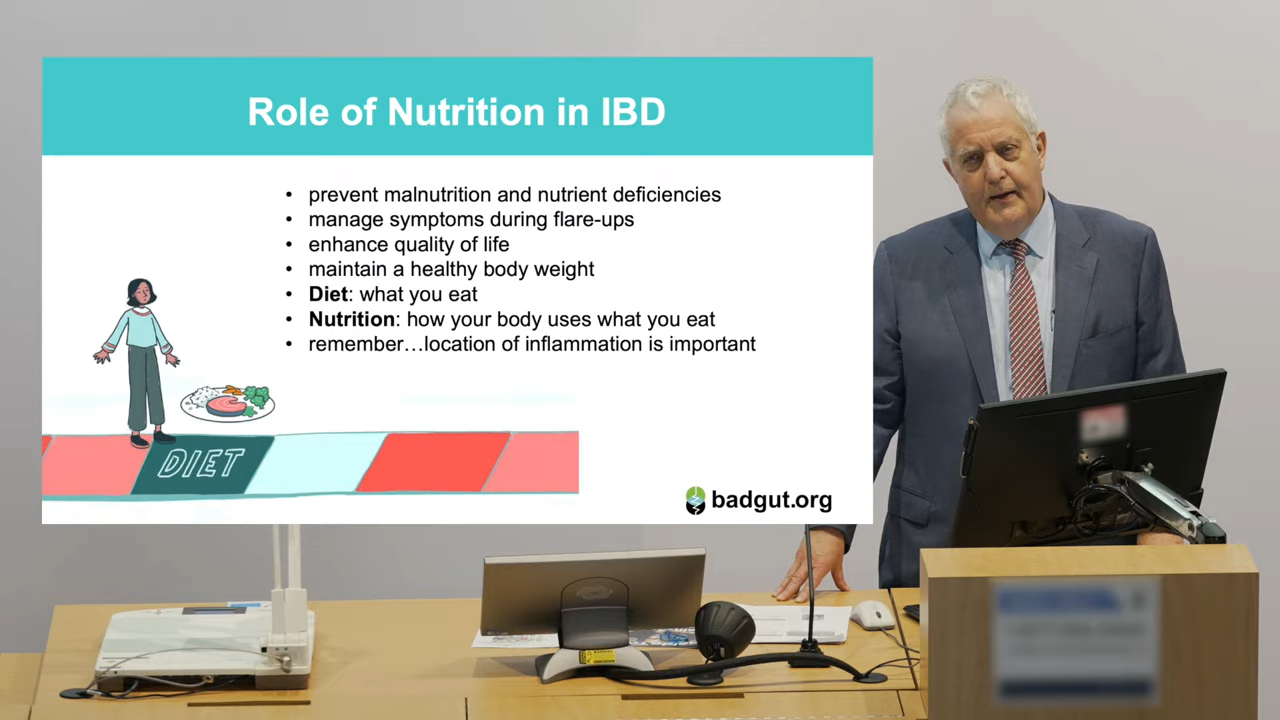 Role of Nutrition in IBD
• prevent malnutrition and nutrient deficiencies
• manage symptoms during flare-ups
• enhance quality of life
• maintain a healthy body weight
• Diet: what you eat
• Nutrition: how your body uses what you eat
• remember…location of inflammation is important
DIET
badgut.org